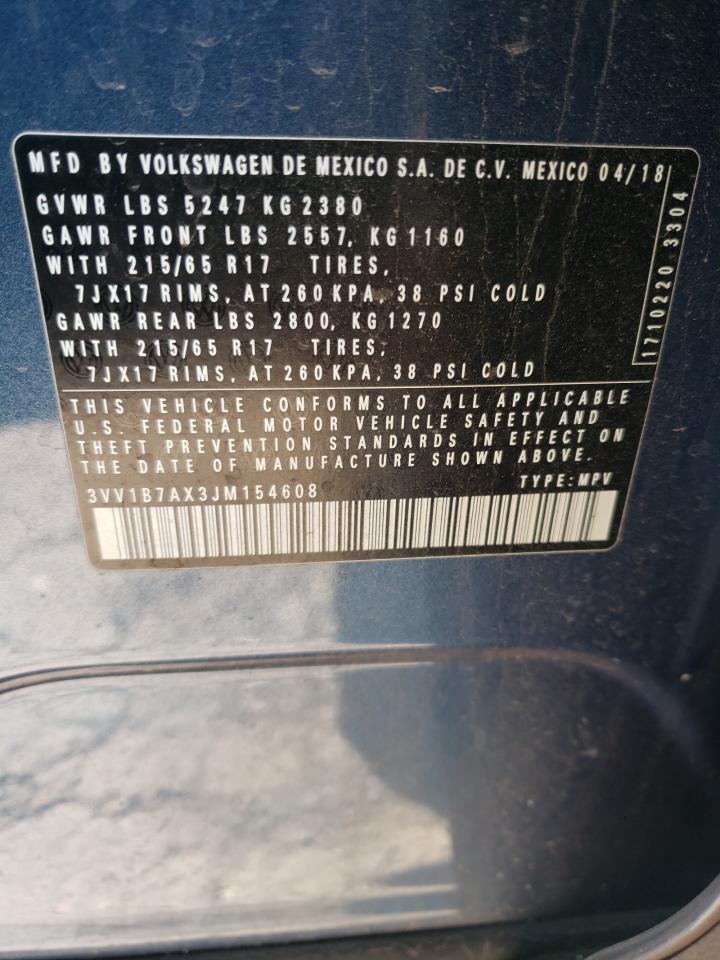 MFD BY VOLKSWAGEN DE MEXICO S.A. DE C.V. MEXICO 04/18
GVWR LBS 5247 KG 2380
GAWR FRONT LBS 2557, KG 1160
WITH 215/65 R17 TIRES,
7JX17 RIMS, AT 260 KPA, 38 PSI COLD
GAWR REAR LBS 2800, KG 1270
WITH 215/65 R17 TIRES,
7JX17 RIMS, AT 260 KPA, 38 PSI COLD
1710220 3304
THIS VEHICLE CONFORMS TO ALL APPLICABLE
U.S. FEDERAL MOTOR VEHICLE SAFETY AND
THEFT PREVENTION STANDARDS IN EFFECT ON
THE DATE OF MANUFACTURE SHOWN ABOVE.
3VV1B7AX3JM154608 TYPE: MPV